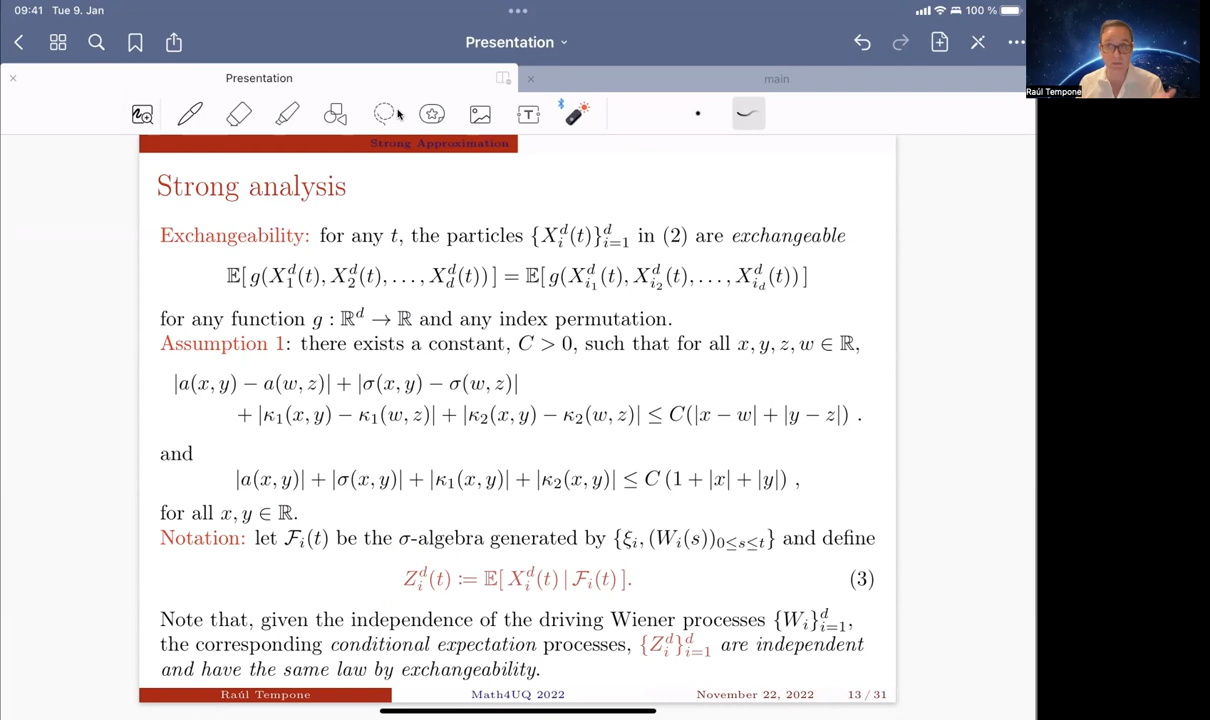 09:41 Tue 9. Jan
100 %
Presentation
Presentation
main
Raúl Tempone
T
Strong Approximation
Strong analysis
Exchangeability: for any t, the particles {X_i^d(t)}_{i=1}^d in (2) are exchangeable
𝔼[ g(X_1^d(t), X_2^d(t), . . . , X_d^d(t)) ] = 𝔼[ g(X_{i_1}^d(t), X_{i_2}^d(t), . . . , X_{i_d}^d(t)) ]
for any function g : ℝ^d → ℝ and any index permutation.
Assumption 1: there exists a constant, C > 0, such that for all x, y, z, w ∈ ℝ,
|a(x, y) − a(w, z)| + |σ(x, y) − σ(w, z)|
+ |κ_1(x, y) − κ_1(w, z)| + |κ_2(x, y) − κ_2(w, z)| ≤ C(|x − w| + |y − z|) .
and
|a(x, y)| + |σ(x, y)| + |κ_1(x, y)| + |κ_2(x, y)| ≤ C (1 + |x| + |y|) ,
for all x, y ∈ ℝ.
Notation: let ℱ_i(t) be the σ-algebra generated by {ξ_i, (W_i(s))_{0≤s≤t}} and define
Z_i^d(t) := 𝔼[ X_i^d(t) | ℱ_i(t) ]. (3)
Note that, given the independence of the driving Wiener processes {W_i}_{i=1}^d,
the corresponding conditional expectation processes, {Z_i^d}_{i=1}^d are independent
and have the same law by exchangeability.
Raúl Tempone Math4UQ 2022 November 22, 2022 13 / 31